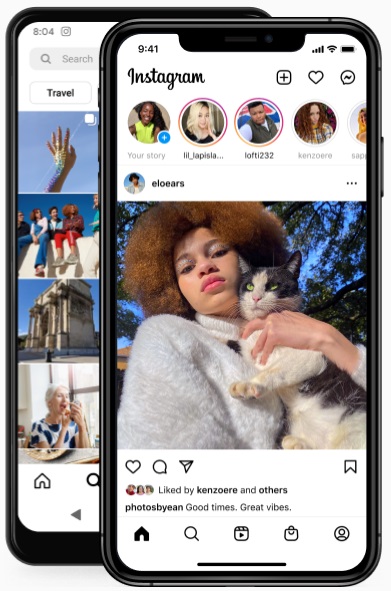 8:04
Search
Travel
9:41
Instagram
Your story
lil_lapisla...
lofti232
kenzoere
sapp
eloears
Liked by kenzoere and others
photosbyean Good times. Great vibes.